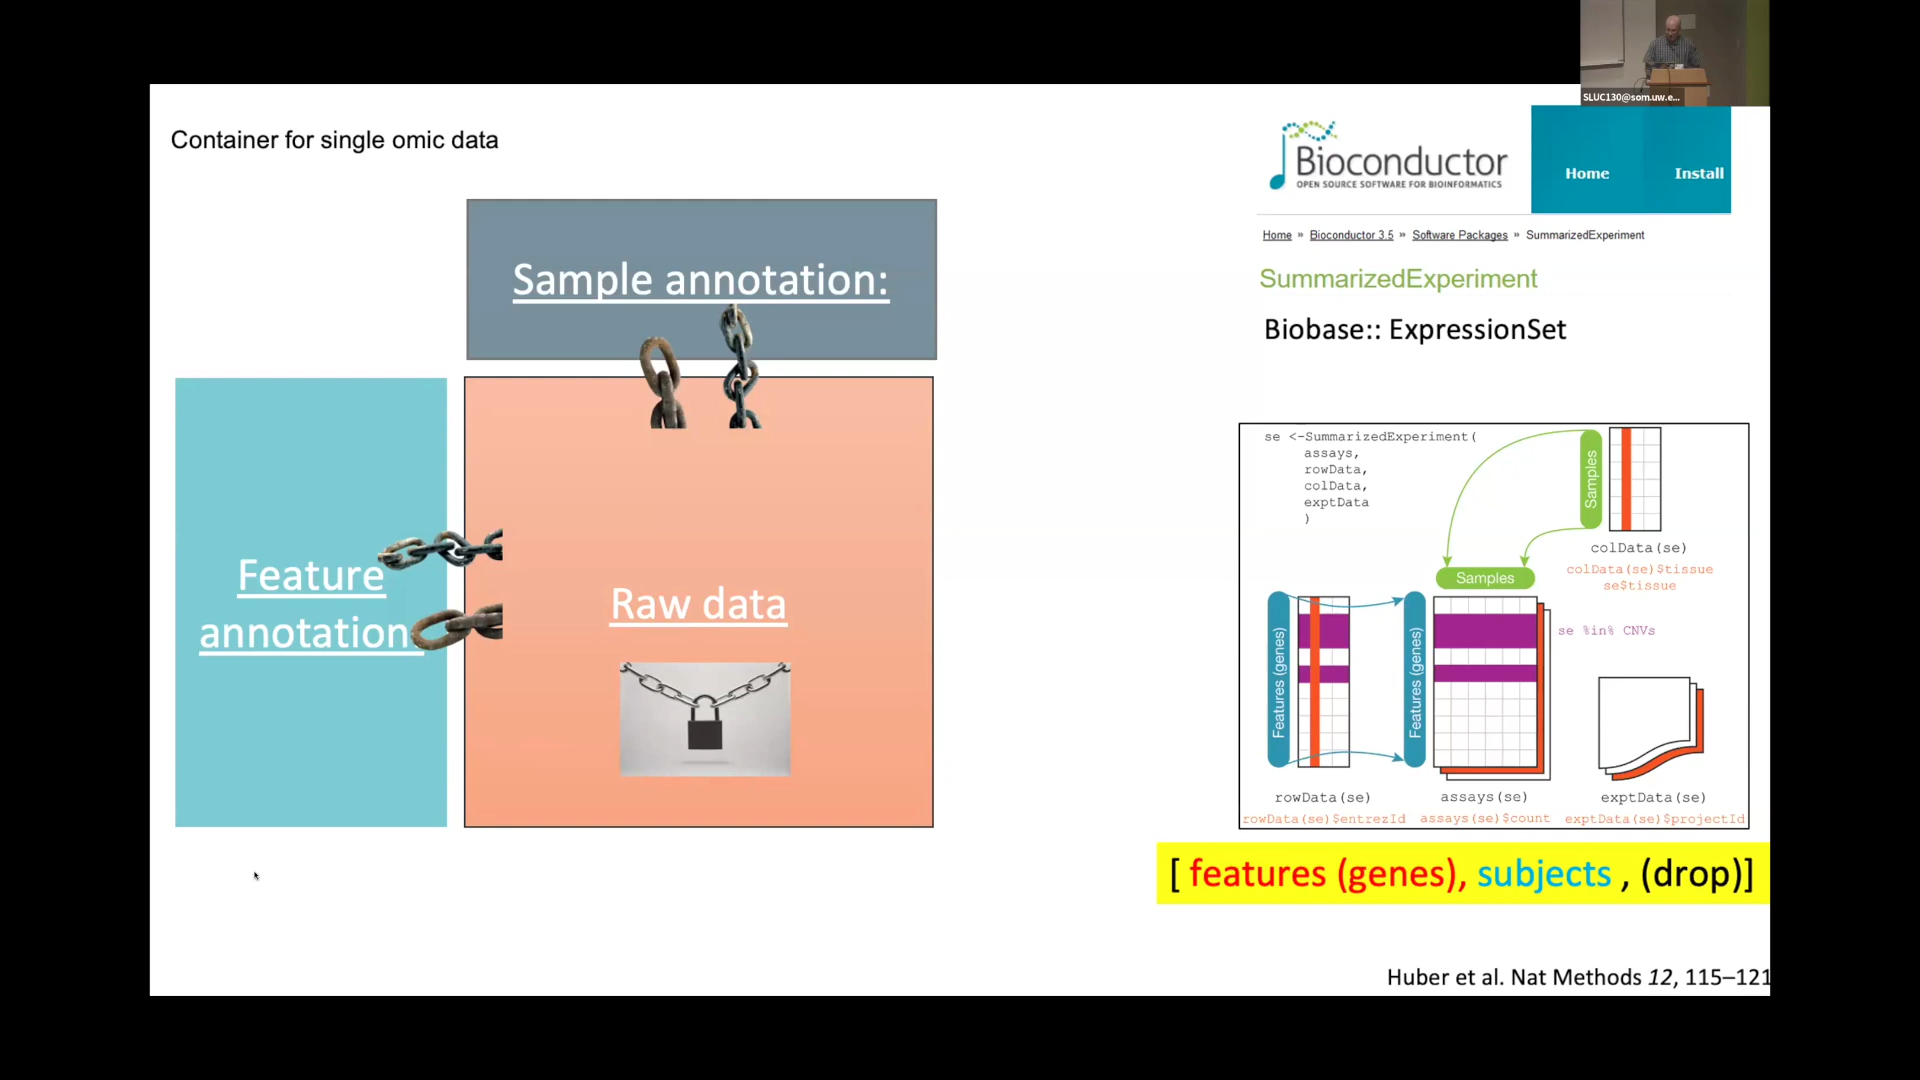 SLUC130@som.uw.e...
Container for single omic data
Bioconductor
OPEN SOURCE SOFTWARE FOR BIOINFORMATICS
Home Install
Home » Bioconductor 3.5 » Software Packages » SummarizedExperiment
SummarizedExperiment
Biobase:: ExpressionSet
Sample annotation:
Feature
annotation:
Raw data
se <-SummarizedExperiment(
assays,
rowData,
colData,
exptData
)
Samples
colData(se)
colData(se)$tissue
se$tissue
Samples
Features (genes)
Features (genes)
se %in% CNVs
rowData(se)
rowData(se)$entrezId
assays(se)
assays(se)$count
exptData(se)
exptData(se)$projectId
[ features (genes), subjects , (drop)]
Huber et al. Nat Methods 12, 115–121